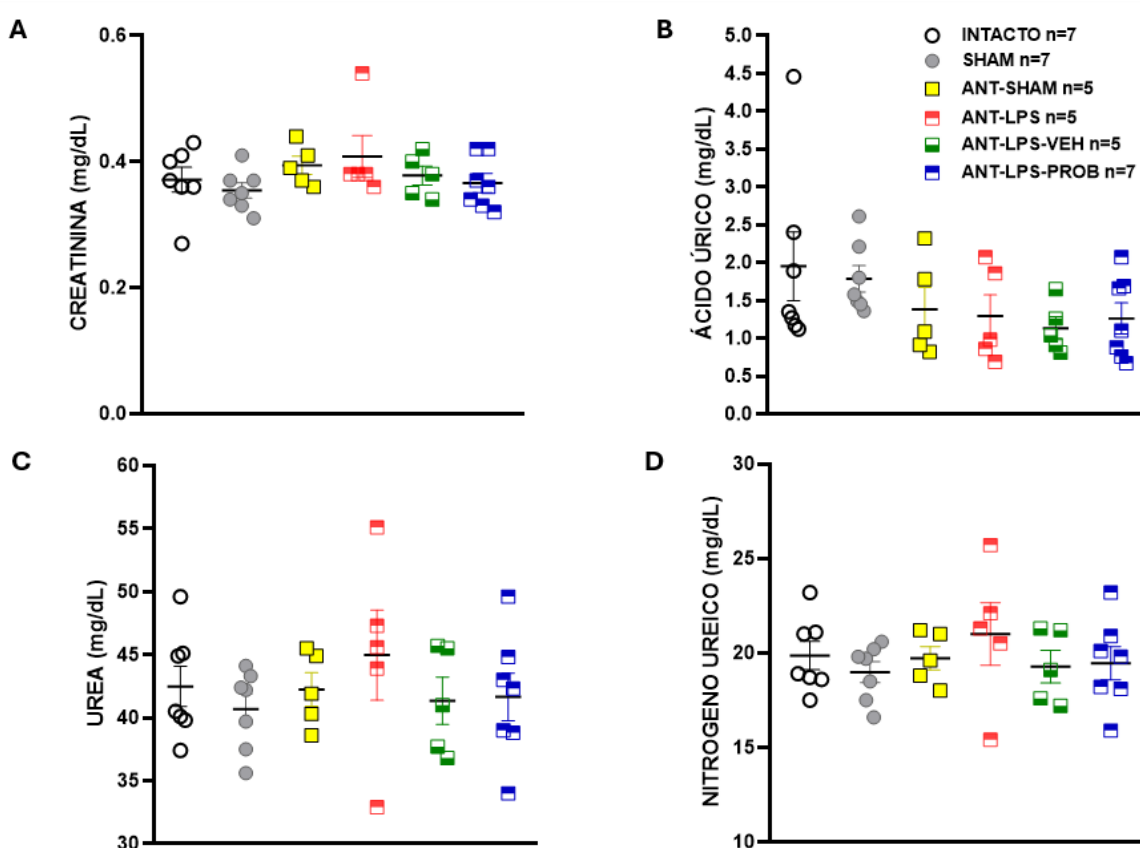 A
CREATININA (mg/dL)
0.6
0.4
0.2
0.0
B
ÁCIDO ÚRICO (mg/dL)
5.0
4.5
4.0
3.5
3.0
2.5
2.0
1.5
1.0
0.5
0.0
INTACTO n=7
SHAM n=7
ANT-SHAM n=5
ANT-LPS n=5
ANT-LPS-VEH n=5
ANT-LPS-PROB n=7
C
UREA (mg/dL)
60
55
50
45
40
35
30
D
NITROGENO UREICO (mg/dL)
30
25
20
15
10